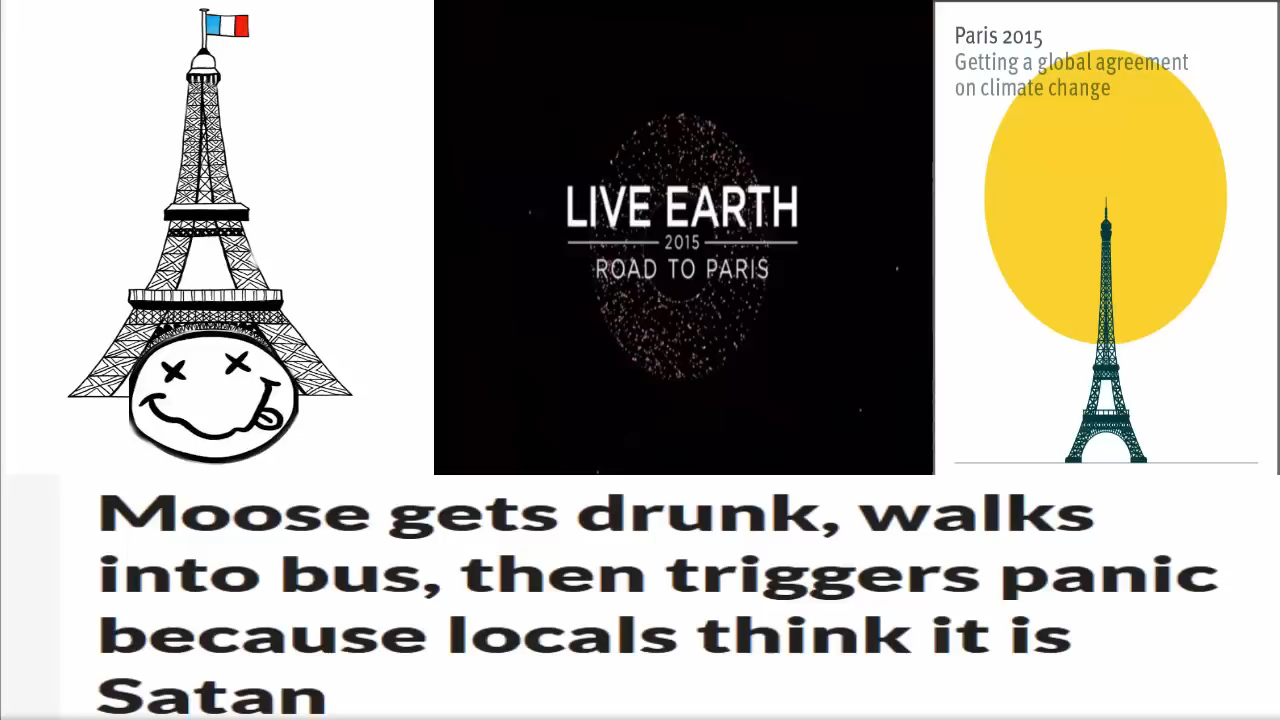 LIVE EARTH
2015
ROAD TO PARIS
Paris 2015
Getting a global agreement
on climate change
Moose gets drunk, walks
into bus, then triggers panic
because locals think it is
Satan